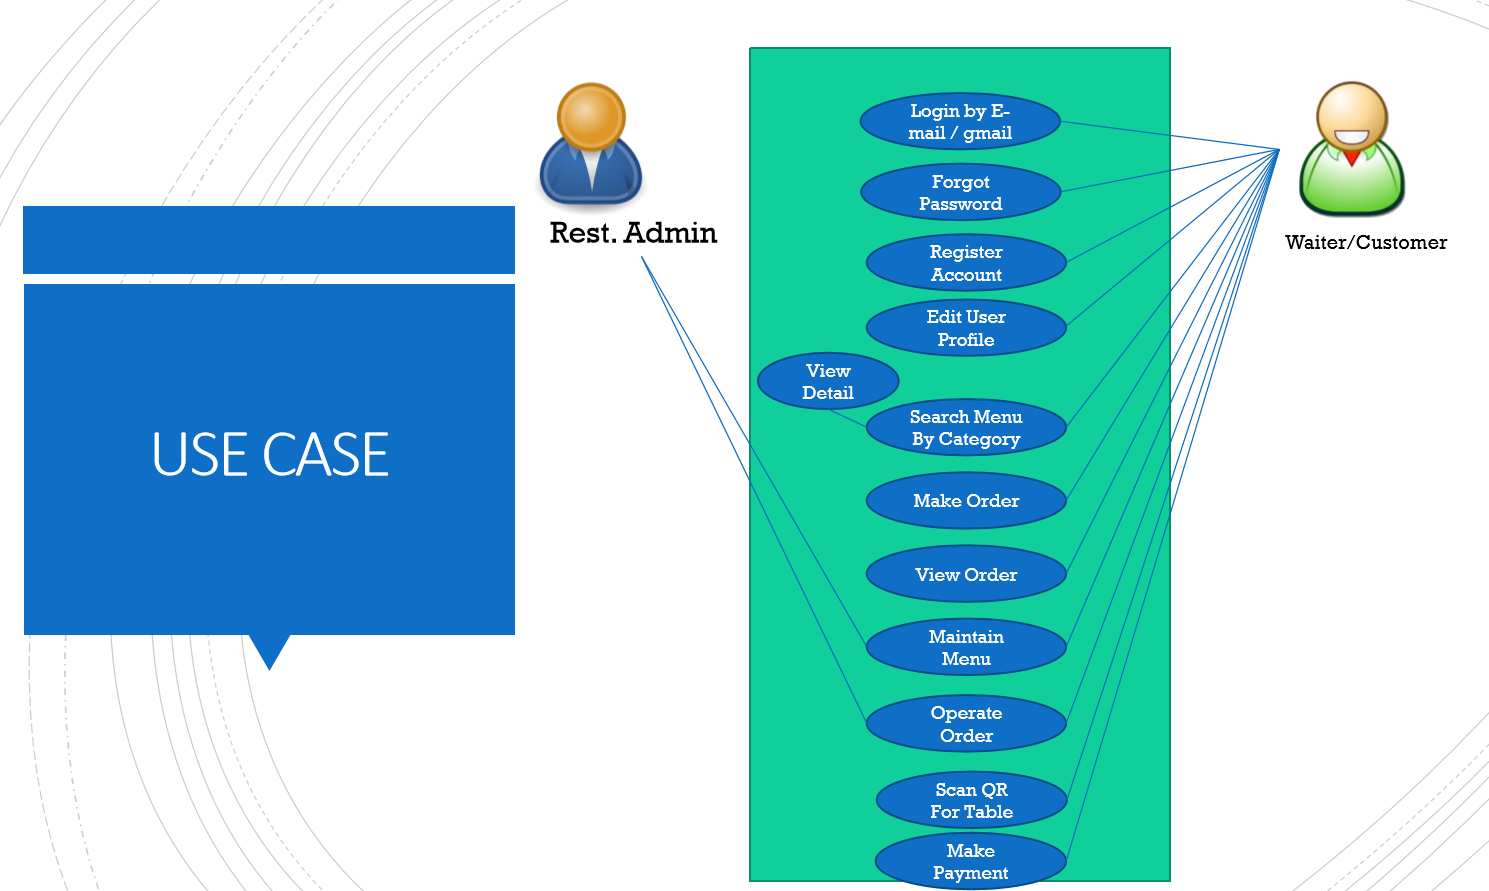 Rest. Admin
Waiter/Customer
USE CASE
Login by E-
mail / gmail
Forgot
Password
Register
Account
Edit User
Profile
View
Detail
Search Menu
By Category
Make Order
View Order
Maintain
Menu
Operate
Order
Scan QR
For Table
Make
Payment